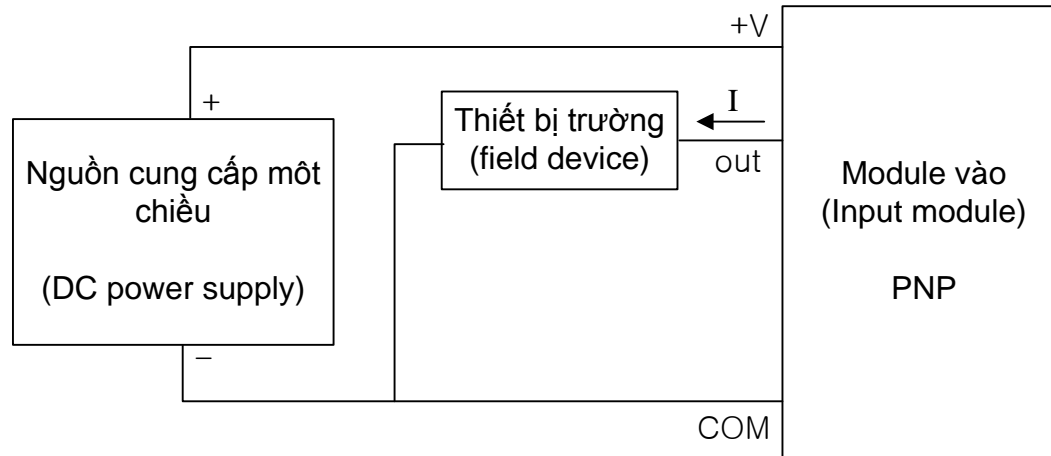 +V
+
I
Thiết bị trường
(field device)
out
Nguồn cung cấp môt
chiều
(DC power supply)
Module vào
(Input module)
PNP
–
COM